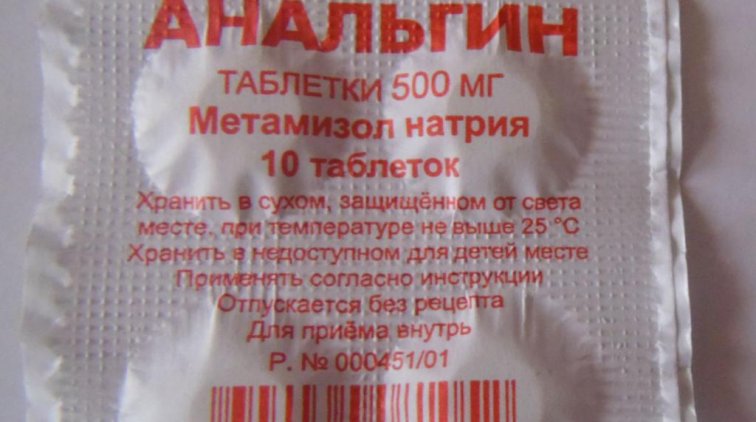 АНАЛЬГИН
ТАБЛЕТКИ 500 МГ
Метамизол натрия
10 таблеток
Хранить в сухом, защищённом от света
месте, при температуре не выше 25 °C
Хранить в недоступном для детей месте
Применять согласно инструкции
Отпускается без рецепта
Для приёма внутрь
Р. № 000451/01